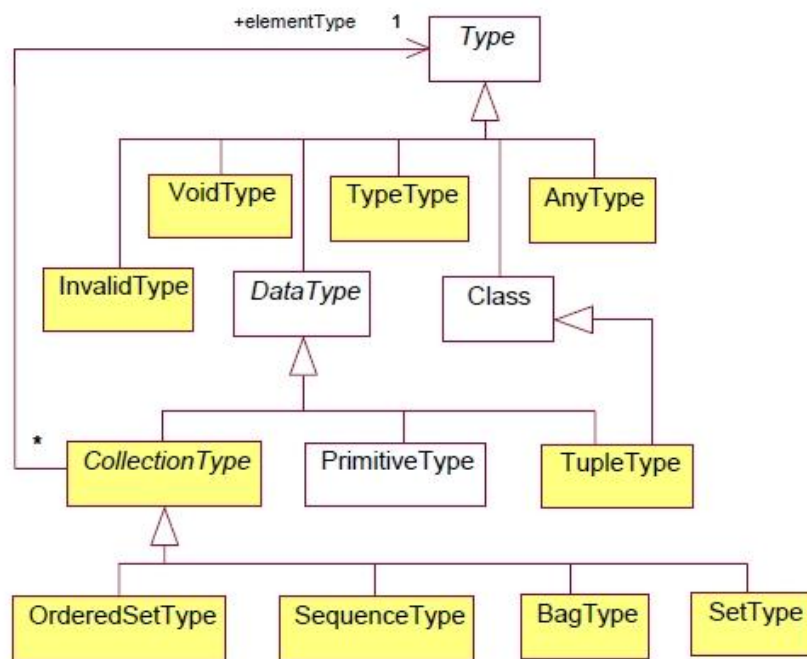 +elementType 1
Type
VoidType
TypeType
AnyType
InvalidType
DataType
Class
*
CollectionType
PrimitiveType
TupleType
OrderedSetType
SequenceType
BagType
SetType